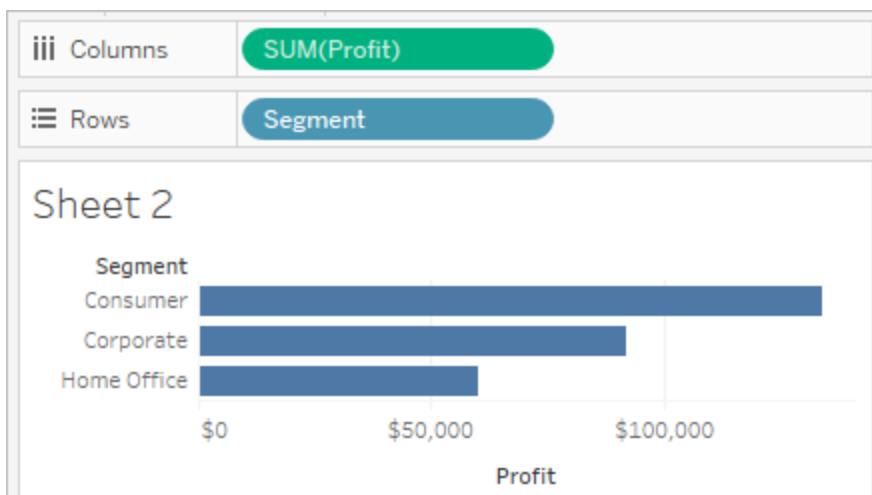 Columns SUM(Profit)
Rows Segment
Sheet 2
Segment
Consumer
Corporate
Home Office
$0 $50,000 $100,000
Profit